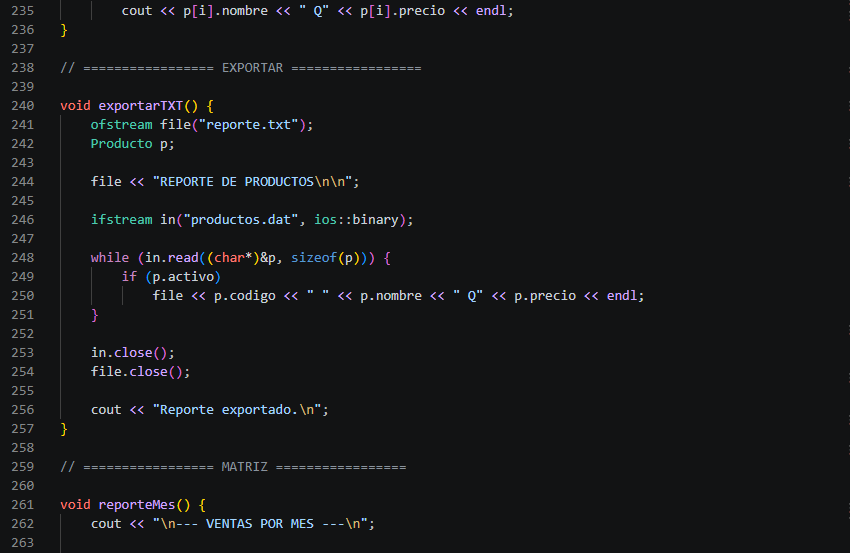 235 cout << p[i].nombre << " Q" << p[i].precio << endl;
236 }
237
238 // ================= EXPORTAR =================
239
240 void exportarTXT() {
241 ofstream file("reporte.txt");
242 Producto p;
243
244 file << "REPORTE DE PRODUCTOS\n\n";
245
246 ifstream in("productos.dat", ios::binary);
247
248 while (in.read((char*)&p, sizeof(p))) {
249 if (p.activo)
250 file << p.codigo << " " << p.nombre << " Q" << p.precio << endl;
251 }
252
253 in.close();
254 file.close();
255
256 cout << "Reporte exportado.\n";
257 }
258
259 // ================= MATRIZ =================
260
261 void reporteMes() {
262 cout << "\n--- VENTAS POR MES ---\n";
263